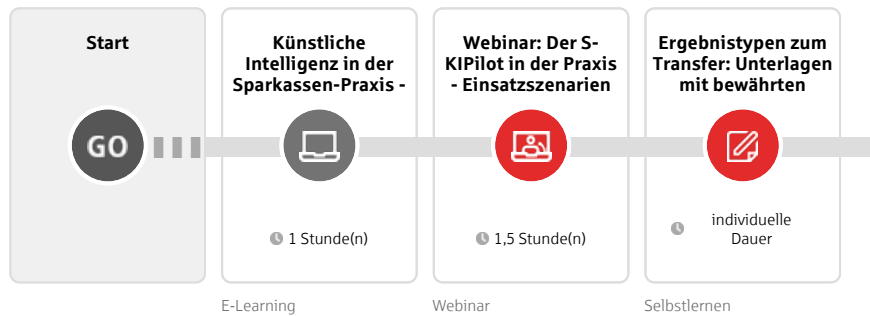 Start
GO
Künstliche
Intelligenz in der
Sparkassen-Praxis -
1 Stunde(n)
E-Learning
Webinar: Der S-
KIPilot in der Praxis
- Einsatzszenarien
1,5 Stunde(n)
Webinar
Ergebnistypen zum
Transfer: Unterlagen
mit bewährten
individuelle
Dauer
Selbstlernen